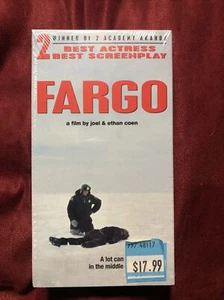 2 WINNER OF 2 ACADEMY AWARDS
BEST ACTRESS
BEST SCREENPLAY
FARGO
a film by joel & ethan coen
A lot can
in the middle
$17.99